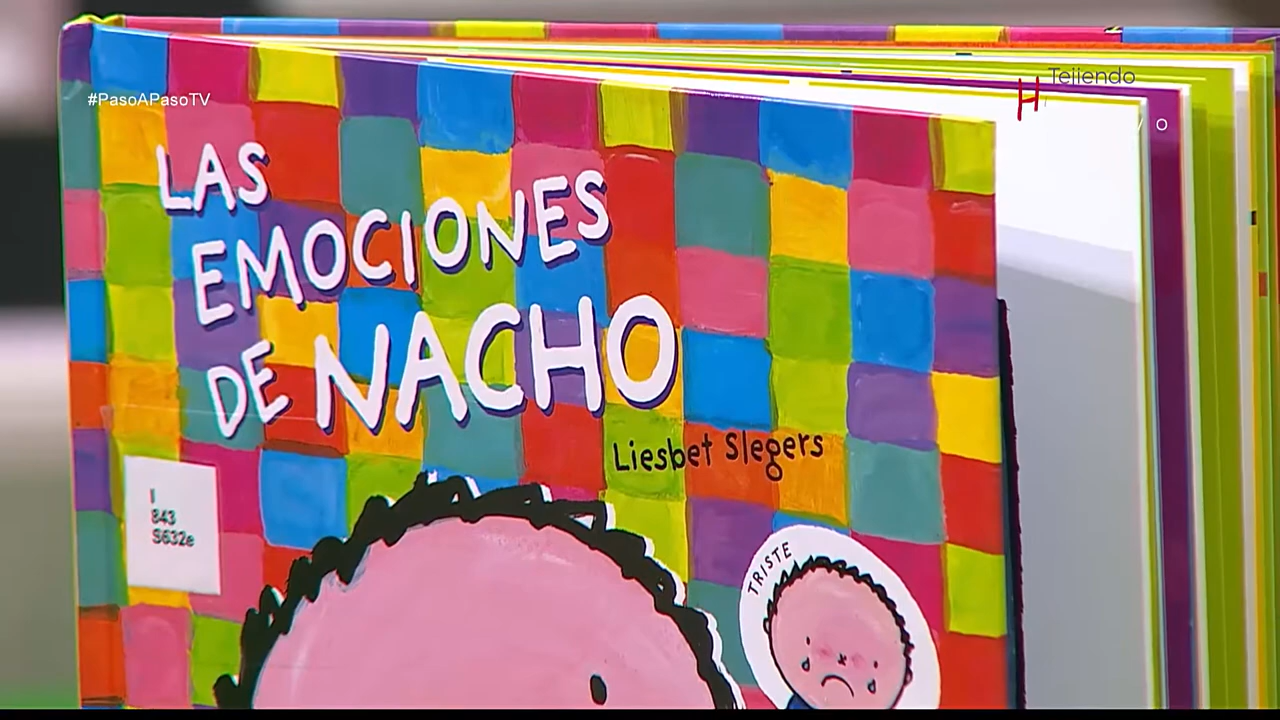 #PasoAPasoTV
Tejiendo
LAS
EMOCIONES
DE NACHO
Liesbet Slegers
I
843
S632e
TRISTE